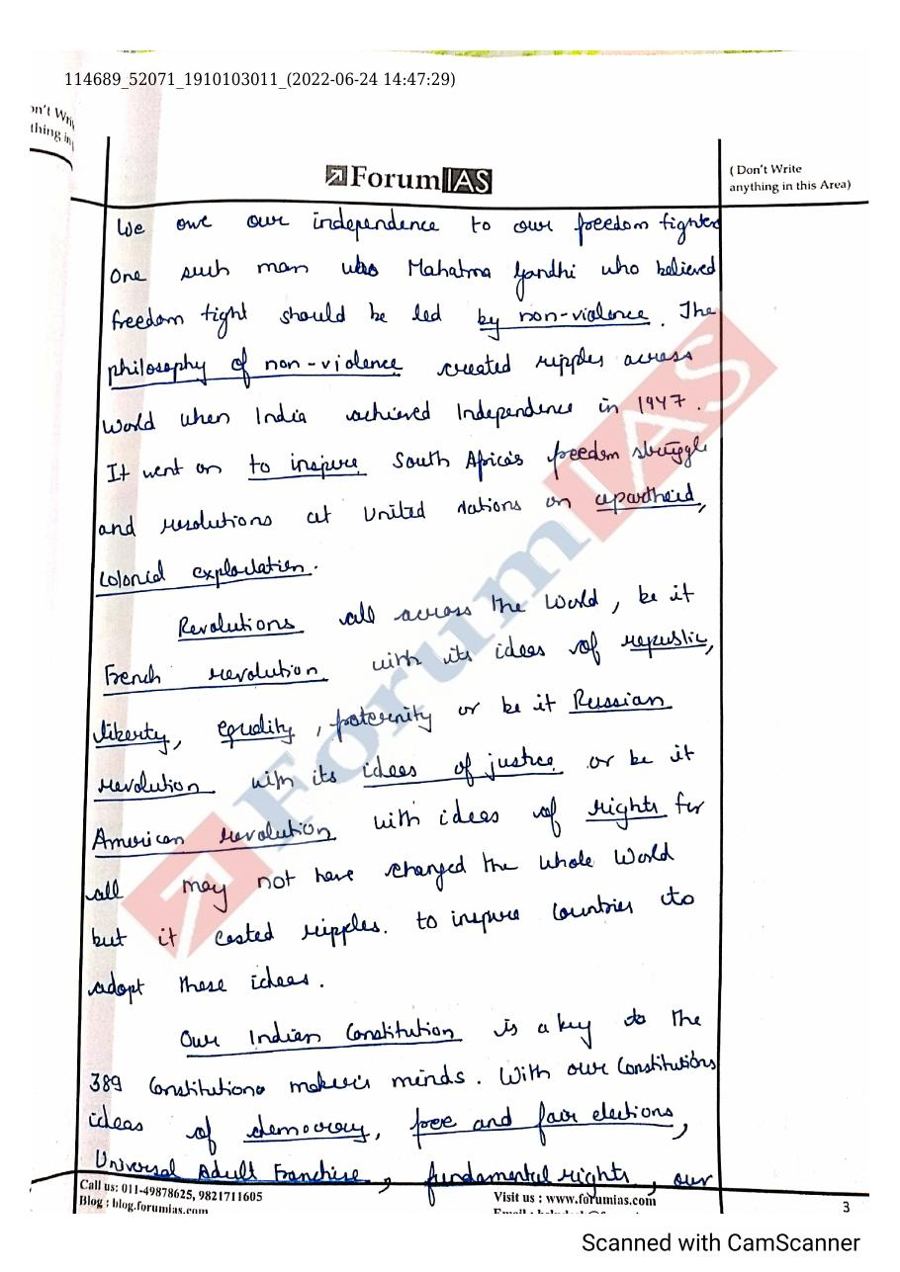 114689_52071_1910103011_(2022-06-24 14:47:29)
on't Wri
thing in
ForumIAS
( Don't Write
anything in this Area)
We owe our independence to our freedom fighters
One such man was Mahatma Gandhi who believed
freedom fight should be led by non-violence. The
philosophy of non-violence created ripples across
World when India achieved Independence in 1947.
It went on to inspire South Africa's freedom struggle
and resolutions at United Nations on apartheid,
colonial exploitation.
Revolutions all across the World, be it
French revolution with its ideas of republic,
liberty, equality, fraternity or be it Russian
revolution with its ideas of justice or be it
American revolution with ideas of rights for
all may not have changed the whole World
but it casted ripples. to inspire countries to
adopt these ideas.
Our Indian Constitution is a key to the
389 Constitution maker's minds. With our Constitution's
ideas of democracy, free and fair elections,
Universal Adult Franchise, fundamental rights, our
Call us: 011-49878625, 9821711605
Blog : blog.forumias.com
Visit us : www.forumias.com
3
Scanned with CamScanner
ForumIAS